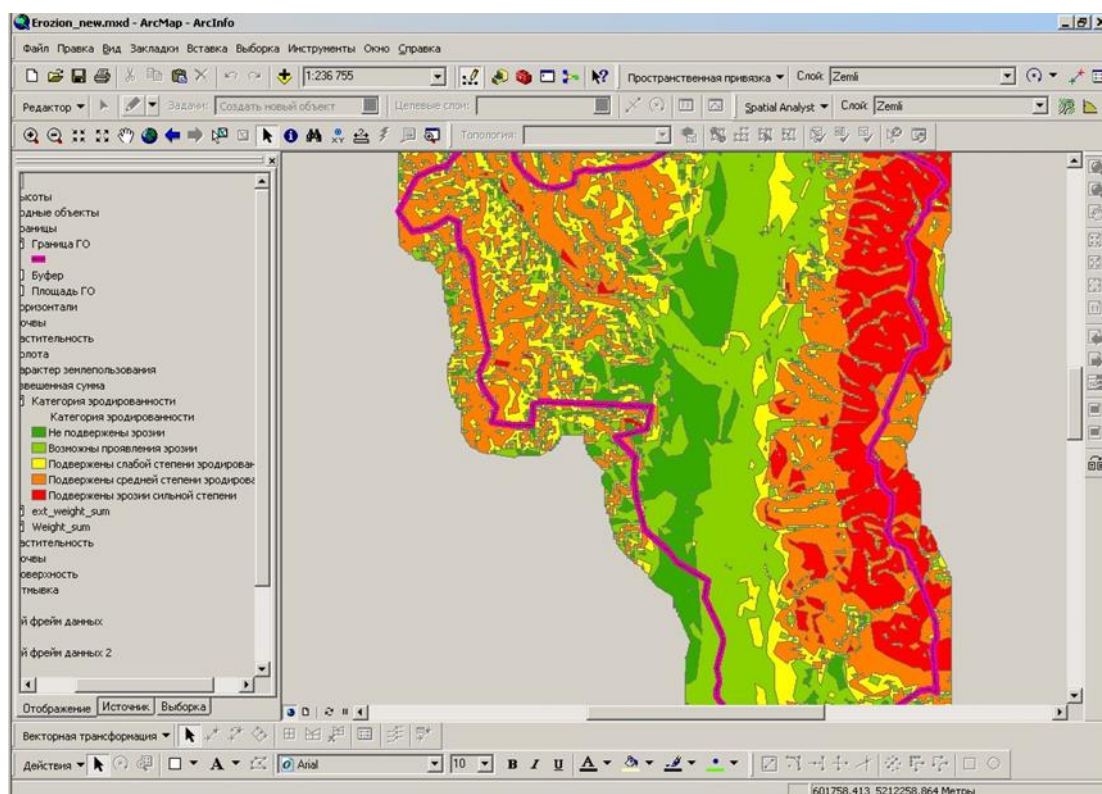 Erozion_new.mxd - ArcMap - ArcInfo
Файл Правка Вид Закладки Вставка Выборка Инструменты Окно Справка
1:236 755 Пространственная привязка Слой: Zemli
Редактор Задачи: Создать новый объект Целевые слои: Spatial Analyst Слой: Zemli
Топология:
ысоты
одные объекты
раницы
Граница ГО
Буфер
Площадь ГО
оризонтали
очвы
астительность
олота
арактер землепользования
звешенная сумма
Категория эродированности
Категория эродированности
Не подвержены эрозии
Возможны проявления эрозии
Подвержены слабой степени эродирован
Подвержены средней степени эродирова
Подвержены эрозии сильной степени
ext_weight_sum
Weight_sum
астительность
очвы
оверхность
тмывка
й фрейм данных
й фрейм данных 2
Отображение Источник Выборка
Векторная трансформация
Действия A Arial 10 B I U A
601758.413 5212258.864 Метры